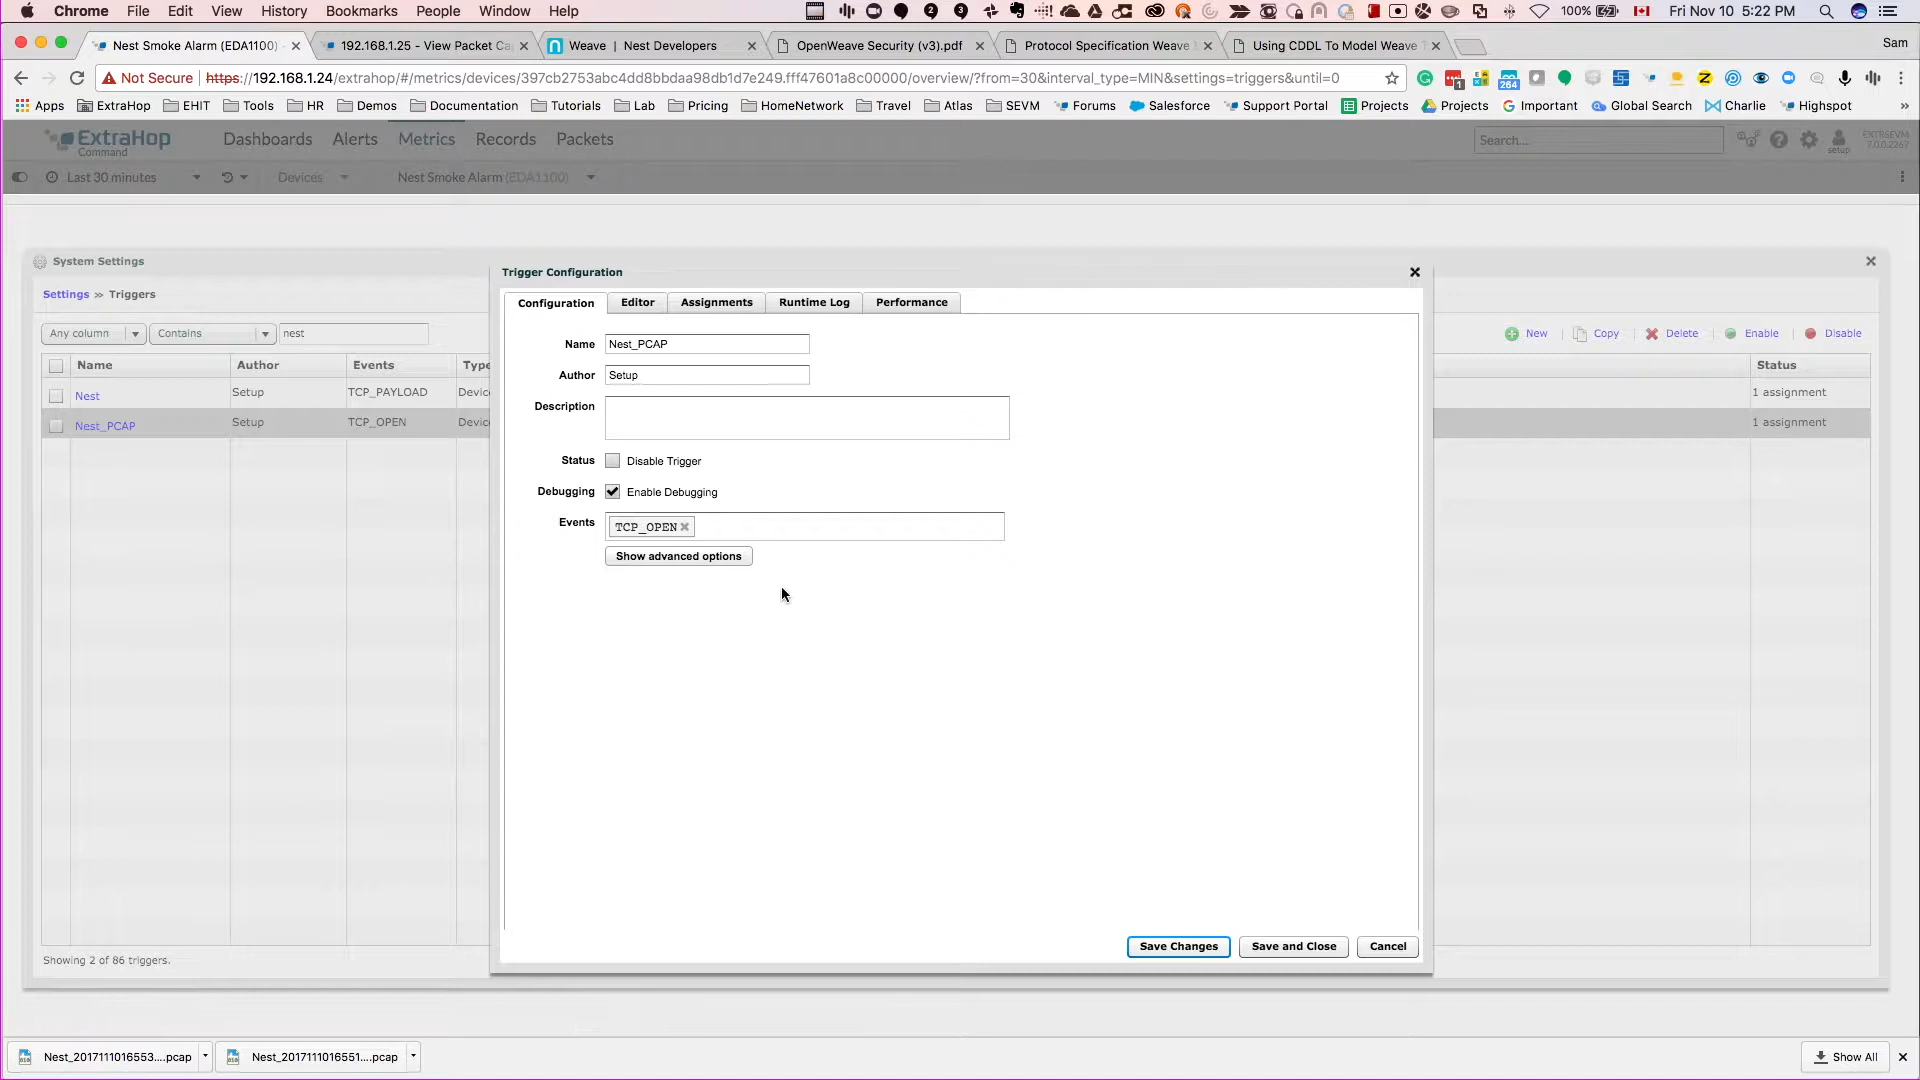 Chrome File Edit View History Bookmarks People Window Help 100% Fri Nov 10 5:22 PM
Nest Smoke Alarm (EDA1100) 192.168.1.25 - View Packet Ca Weave | Nest Developers OpenWeave Security (v3).pdf Protocol Specification Weave Using CDDL To Model Weave Sam
Not Secure https://192.168.1.24/extrahop/#/metrics/devices/397cb2753abc4dd8bbdaa98db1d7e249.fff47601a8c00000/overview/?from=30&interval_type=MIN&settings=triggers&until=0 1 264
Apps ExtraHop EHIT Tools HR Demos Documentation Tutorials Lab Pricing HomeNetwork Travel Atlas SEVM Forums Salesforce Support Portal Projects Projects Important Global Search Charlie Highspot »
ExtraHop Dashboards Alerts Metrics Records Packets Search... EXTRSEVM
Command setup 7.0.0.2267
Last 30 minutes Devices Nest Smoke Alarm (EDA1100)
System Settings
Settings » Triggers
Any column Contains nest New Copy Delete Enable Disable
Name Author Events Type Status
Nest Setup TCP_PAYLOAD Devic 1 assignment
Nest_PCAP Setup TCP_OPEN Devic 1 assignment
Showing 2 of 86 triggers.
Trigger Configuration
Configuration Editor Assignments Runtime Log Performance
Name Nest_PCAP
Author Setup
Description
Status Disable Trigger
Debugging Enable Debugging
Events TCP_OPEN
Show advanced options
Save Changes Save and Close Cancel
Nest_2017111016553....pcap Nest_2017111016551....pcap Show All